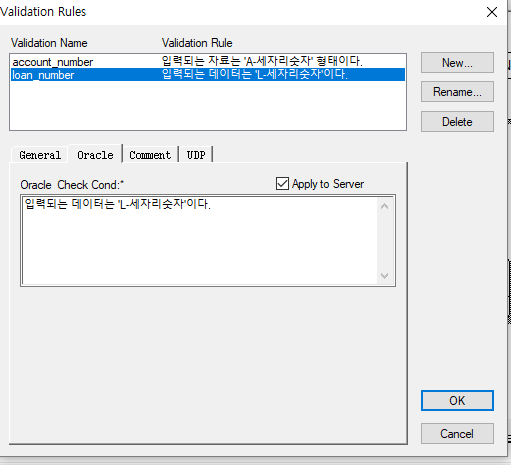 Validation Rules
Validation Name Validation Rule
account_number 입력되는 자료는 'A-세자리숫자' 형태이다.
loan_number 입력되는 데이터는 'L-세자리숫자'이다.
New...
Rename...
Delete
General Oracle Comment UDP
Oracle Check Cond:* Apply to Server
입력되는 데이터는 'L-세자리숫자'이다.
OK
Cancel